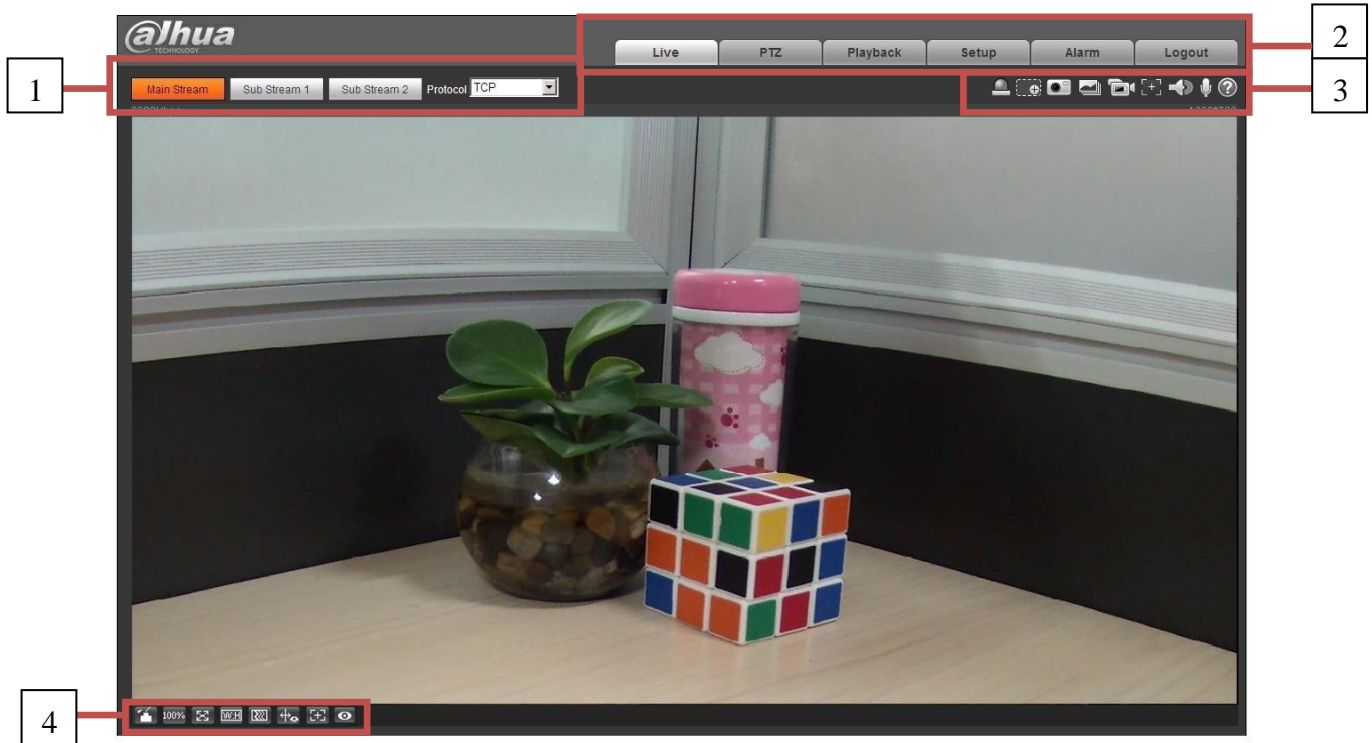 alhua
TECHNOLOGY
2
Live PTZ Playback Setup Alarm Logout
1
Main Stream Sub Stream 1 Sub Stream 2 Protocol TCP
3
4
100% W:H